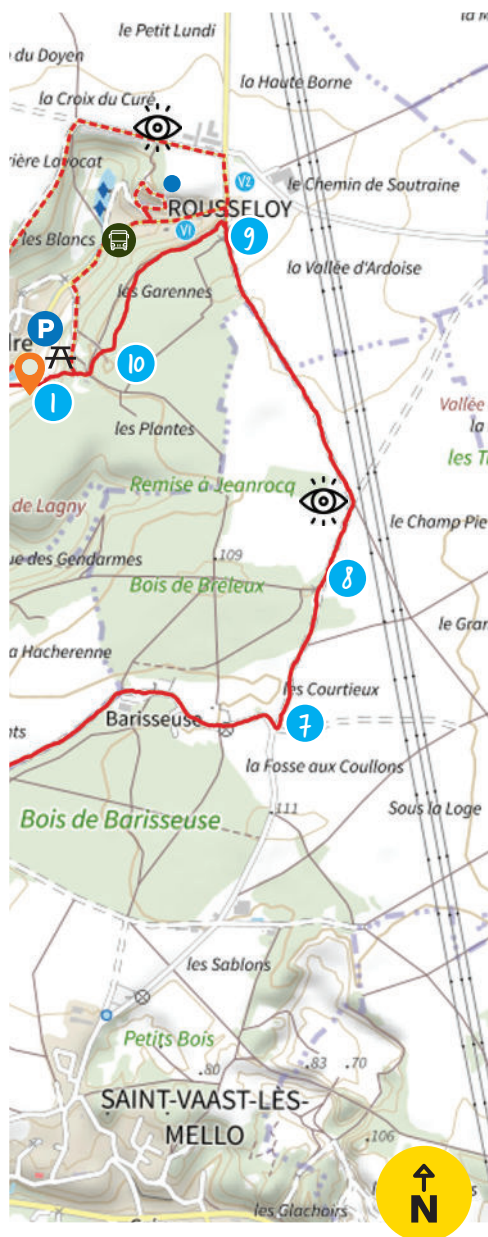 la M
le Petit Lundi
du Doyen
la Haute Borne
la Croix du Curé
rière Lavocat
le Chemin de Soutraine
V2
ROUSSELOY
V1
les Blancs
9
la Vallée d'Ardoise
les Garennes
P
dre
10
1
Vallée
les Plantes
la
les T
Remise à Jeanrocq
de Lagny
le Champ Pie
ue des Gendarmes
109
8
Bois de Breleux
le Gran
a Hacherenne
les Courtieux
Barisseuse
7
nts
la Fosse aux Coullons
111
Sous la Loge
Bois de Barisseuse
les Sablons
Petits Bois
83
70
80
SAINT-VAAST-LÈS-
MELLO
106
N
les Glachoirs